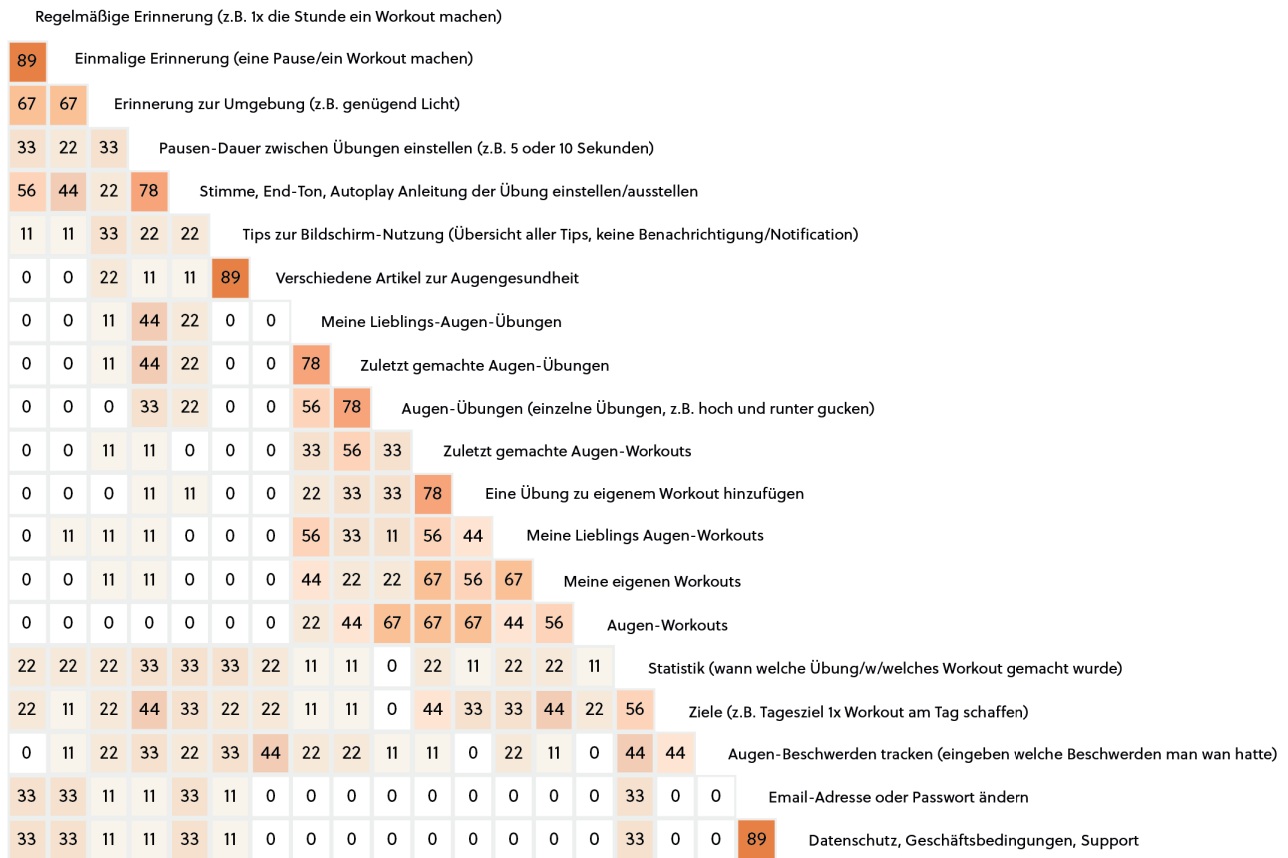 Regelmäßige Erinnerung (z.B. 1x die Stunde ein Workout machen)
89 Einmalige Erinnerung (eine Pause/ein Workout machen)
67 67 Erinnerung zur Umgebung (z.B. genügend Licht)
33 22 33 Pausen-Dauer zwischen Übungen einstellen (z.B. 5 oder 10 Sekunden)
56 44 22 78 Stimme, End-Ton, Autoplay Anleitung der Übung einstellen/ausstellen
11 11 33 22 22 Tips zur Bildschirm-Nutzung (Übersicht aller Tips, keine Benachrichtigung/Notification)
0 0 22 11 11 89 Verschiedene Artikel zur Augengesundheit
0 0 11 44 22 0 0 Meine Lieblings-Augen-Übungen
0 0 11 44 22 0 0 78 Zuletzt gemachte Augen-Übungen
0 0 0 33 22 0 0 56 78 Augen-Übungen (einzelne Übungen, z.B. hoch und runter gucken)
0 0 11 11 0 0 0 33 56 33 Zuletzt gemachte Augen-Workouts
0 0 0 11 11 0 0 22 33 33 78 Eine Übung zu eigenem Workout hinzufügen
0 11 11 11 0 0 0 56 33 11 56 44 Meine Lieblings Augen-Workouts
0 0 11 11 0 0 0 44 22 22 67 56 67 Meine eigenen Workouts
0 0 0 0 0 0 0 22 44 67 67 67 44 56 Augen-Workouts
22 22 22 33 33 33 22 11 11 0 22 11 22 22 11 Statistik (wann welche Übung/w/welches Workout gemacht wurde)
22 11 22 44 33 22 22 11 11 0 44 33 33 44 22 56 Ziele (z.B. Tagesziel 1x Workout am Tag schaffen)
0 11 22 33 22 33 44 22 22 11 11 0 22 11 0 44 44 Augen-Beschwerden tracken (eingeben welche Beschwerden man wan hatte)
33 33 11 11 33 11 0 0 0 0 0 0 0 0 0 33 0 0 Email-Adresse oder Passwort ändern
33 33 11 11 33 11 0 0 0 0 0 0 0 0 0 33 0 0 89 Datenschutz, Geschäftsbedingungen, Support